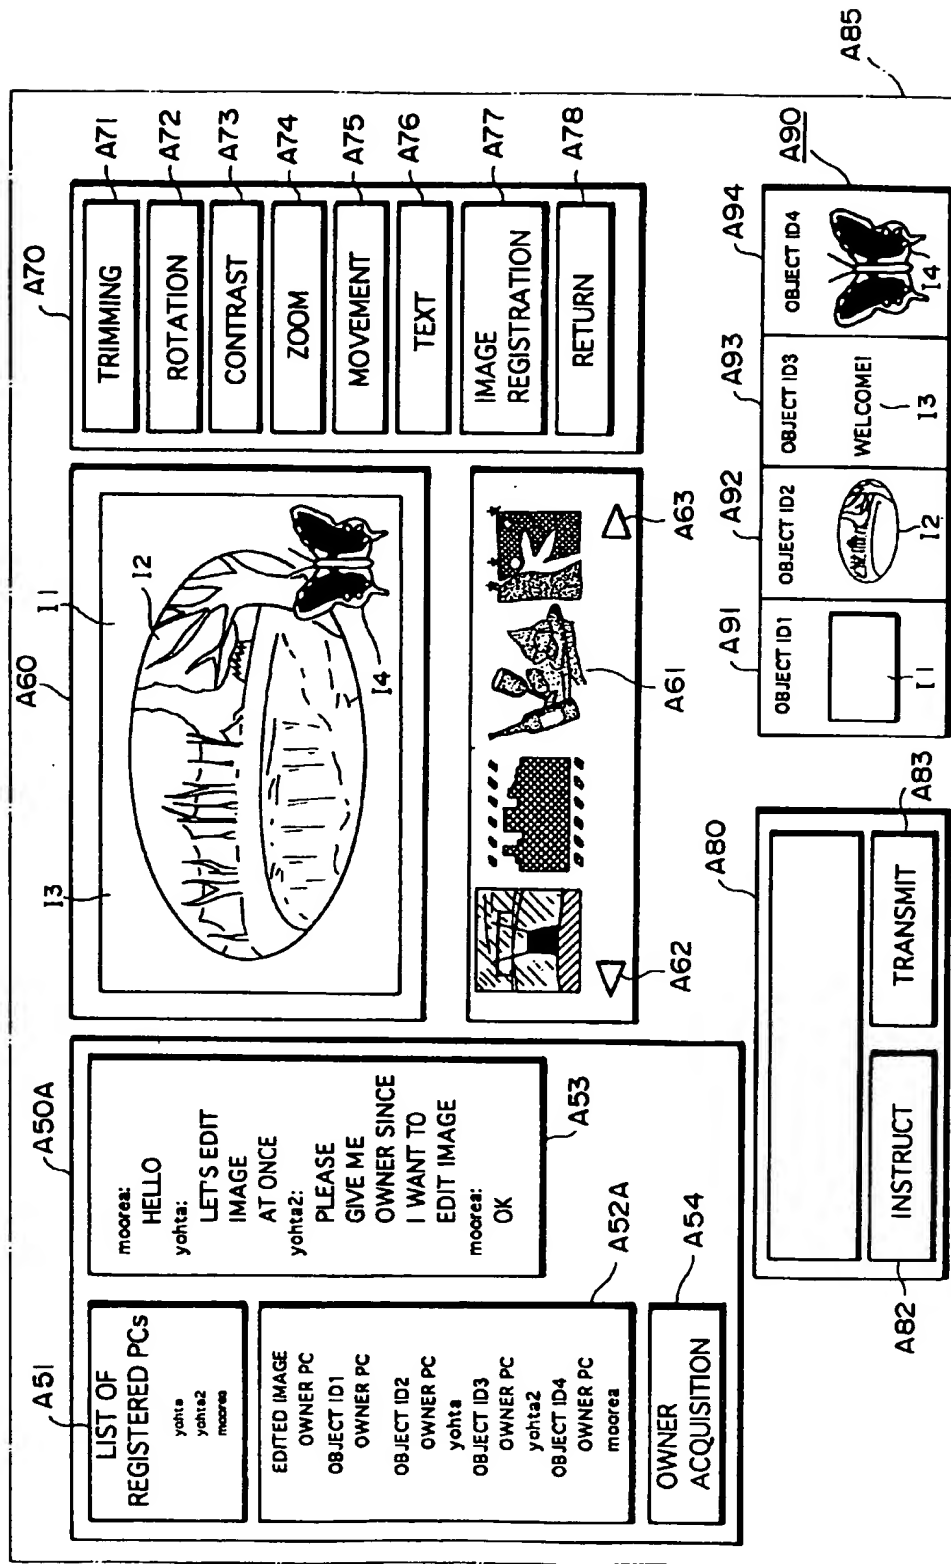 A85
A50A
A51
LIST OF
REGISTERED PCs
yohta
yohta2
moorea
moorea:
HELLO
yohta:
LET'S EDIT
IMAGE
AT ONCE
yohta2:
PLEASE
GIVE ME
OWNER SINCE
I WANT TO
EDIT IMAGE
moorea:
OK
A53
EDITED IMAGE
OWNER PC
OBJECT ID1
OWNER PC
OBJECT ID2
OWNER PC
yohta
OBJECT ID3
OWNER PC
yohta2
OBJECT ID4
OWNER PC
moorea
A52A
OWNER
ACQUISITION
A54
A60
I3
I1
I2
I4
A61
A62
A63
A70
TRIMMING
A71
ROTATION
A72
CONTRAST
A73
ZOOM
A74
MOVEMENT
A75
TEXT
A76
IMAGE
REGISTRATION
A77
RETURN
A78
A80
INSTRUCT
A82
TRANSMIT
A83
A90
A91
OBJECT ID1
I1
A92
OBJECT ID2
I2
A93
OBJECT ID3
WELCOME!
I3
A94
OBJECT ID4
I4